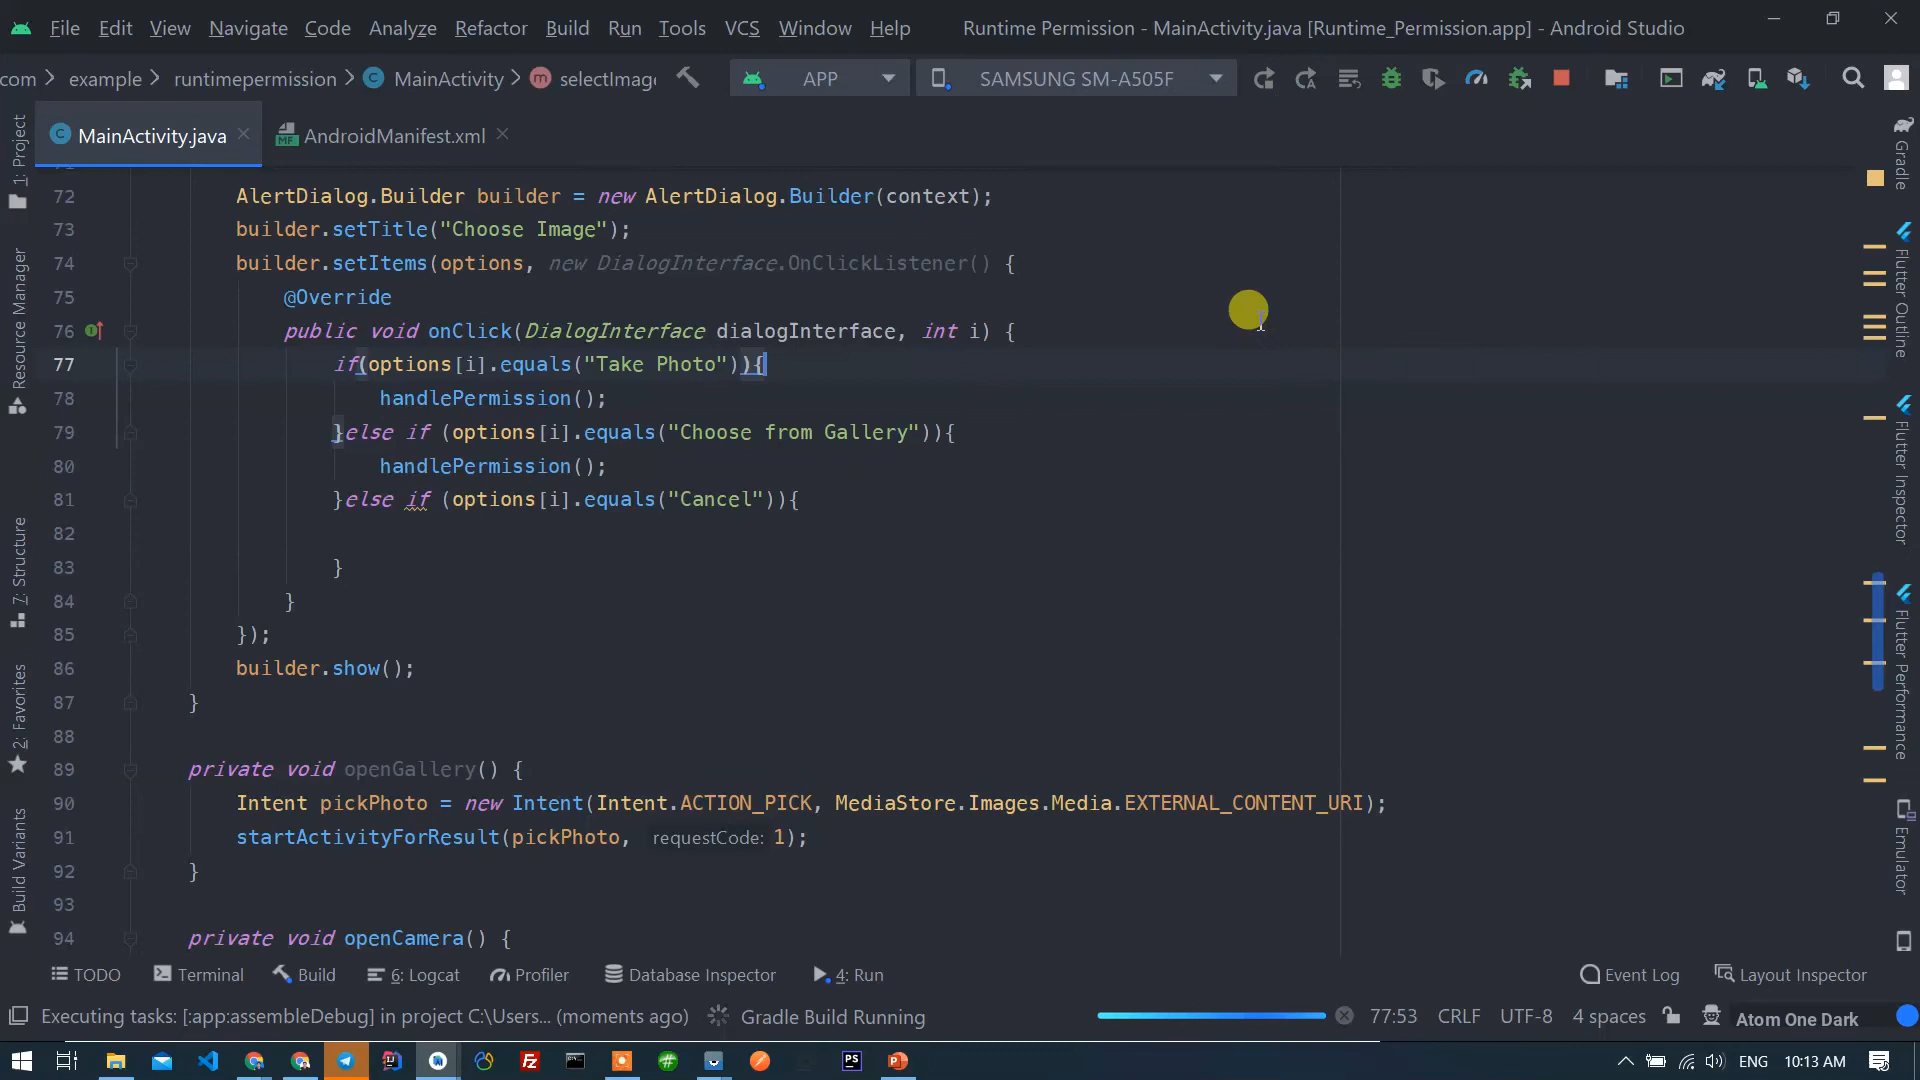 File Edit View Navigate Code Analyze Refactor Build Run Tools VCS Window Help Runtime Permission - MainActivity.java [Runtime_Permission.app] - Android Studio
com example runtimepermission MainActivity selectImag APP SAMSUNG SM-A505F
MainActivity.java AndroidManifest.xml
72 AlertDialog.Builder builder = new AlertDialog.Builder(context);
73 builder.setTitle("Choose Image");
74 builder.setItems(options, new DialogInterface.OnClickListener() {
75 @Override
76 public void onClick(DialogInterface dialogInterface, int i) {
77 if(options[i].equals("Take Photo")){
78 handlePermission();
79 }else if (options[i].equals("Choose from Gallery")){
80 handlePermission();
81 }else if (options[i].equals("Cancel")){
82
83 }
84 }
85 });
86 builder.show();
87 }
88
89 private void openGallery() {
90 Intent pickPhoto = new Intent(Intent.ACTION_PICK, MediaStore.Images.Media.EXTERNAL_CONTENT_URI);
91 startActivityForResult(pickPhoto, requestCode: 1);
92 }
93
94 private void openCamera() {
1: Project
Resource Manager
7: Structure
2: Favorites
Build Variants
Gradle
Flutter Outline
Flutter Inspector
Flutter Performance
Emulator
TODO Terminal Build 6: Logcat Profiler Database Inspector 4: Run Event Log Layout Inspector
Executing tasks: [:app:assembleDebug] in project C:\Users... (moments ago) Gradle Build Running 77:53 CRLF UTF-8 4 spaces Atom One Dark
ENG 10:13 AM